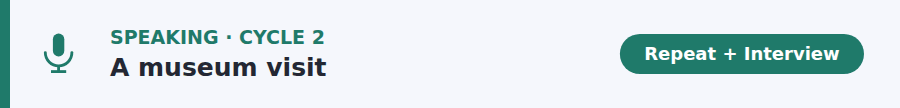 SPEAKING · CYCLE 2
A museum visit
Repeat + Interview